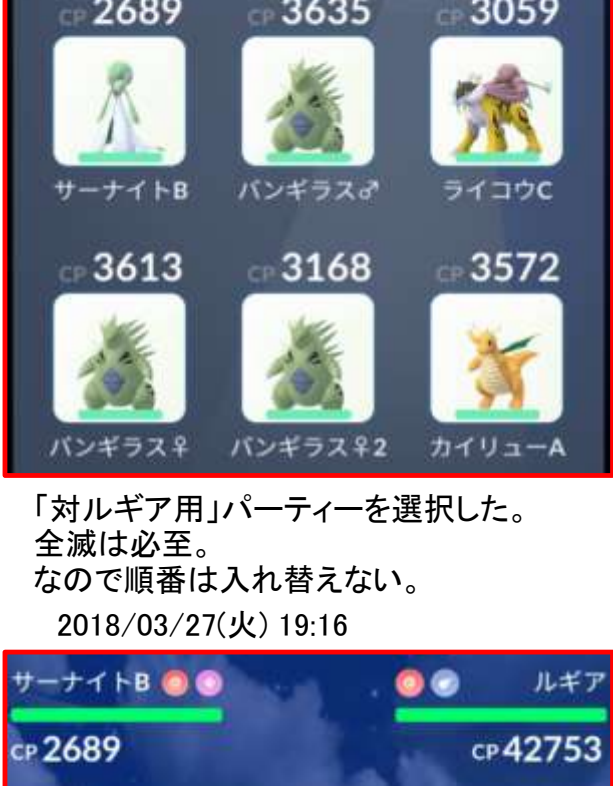 CP 2689 CP 3635 CP 3059
サーナイトB バンギラス♂ ライコウC
CP 3613 CP 3168 CP 3572
バンギラス♀ バンギラス♀2 カイリューA
「対ルギア用」パーティーを選択した。
全滅は必至。
なので順番は入れ替えない。
2018/03/27(火) 19:16
サーナイトB ルギア
CP 2689 CP 42753